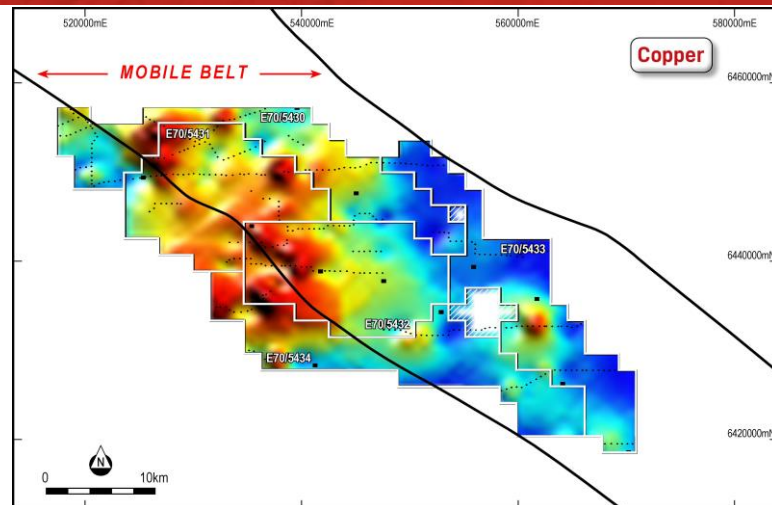 520000mE
540000mE
560000mE
580000mE
Copper
MOBILE BELT
6460000mN
E70/5430
E70/5431
E70/5433
6440000mN
E70/5432
E70/5434
6420000mN
N
0
10km